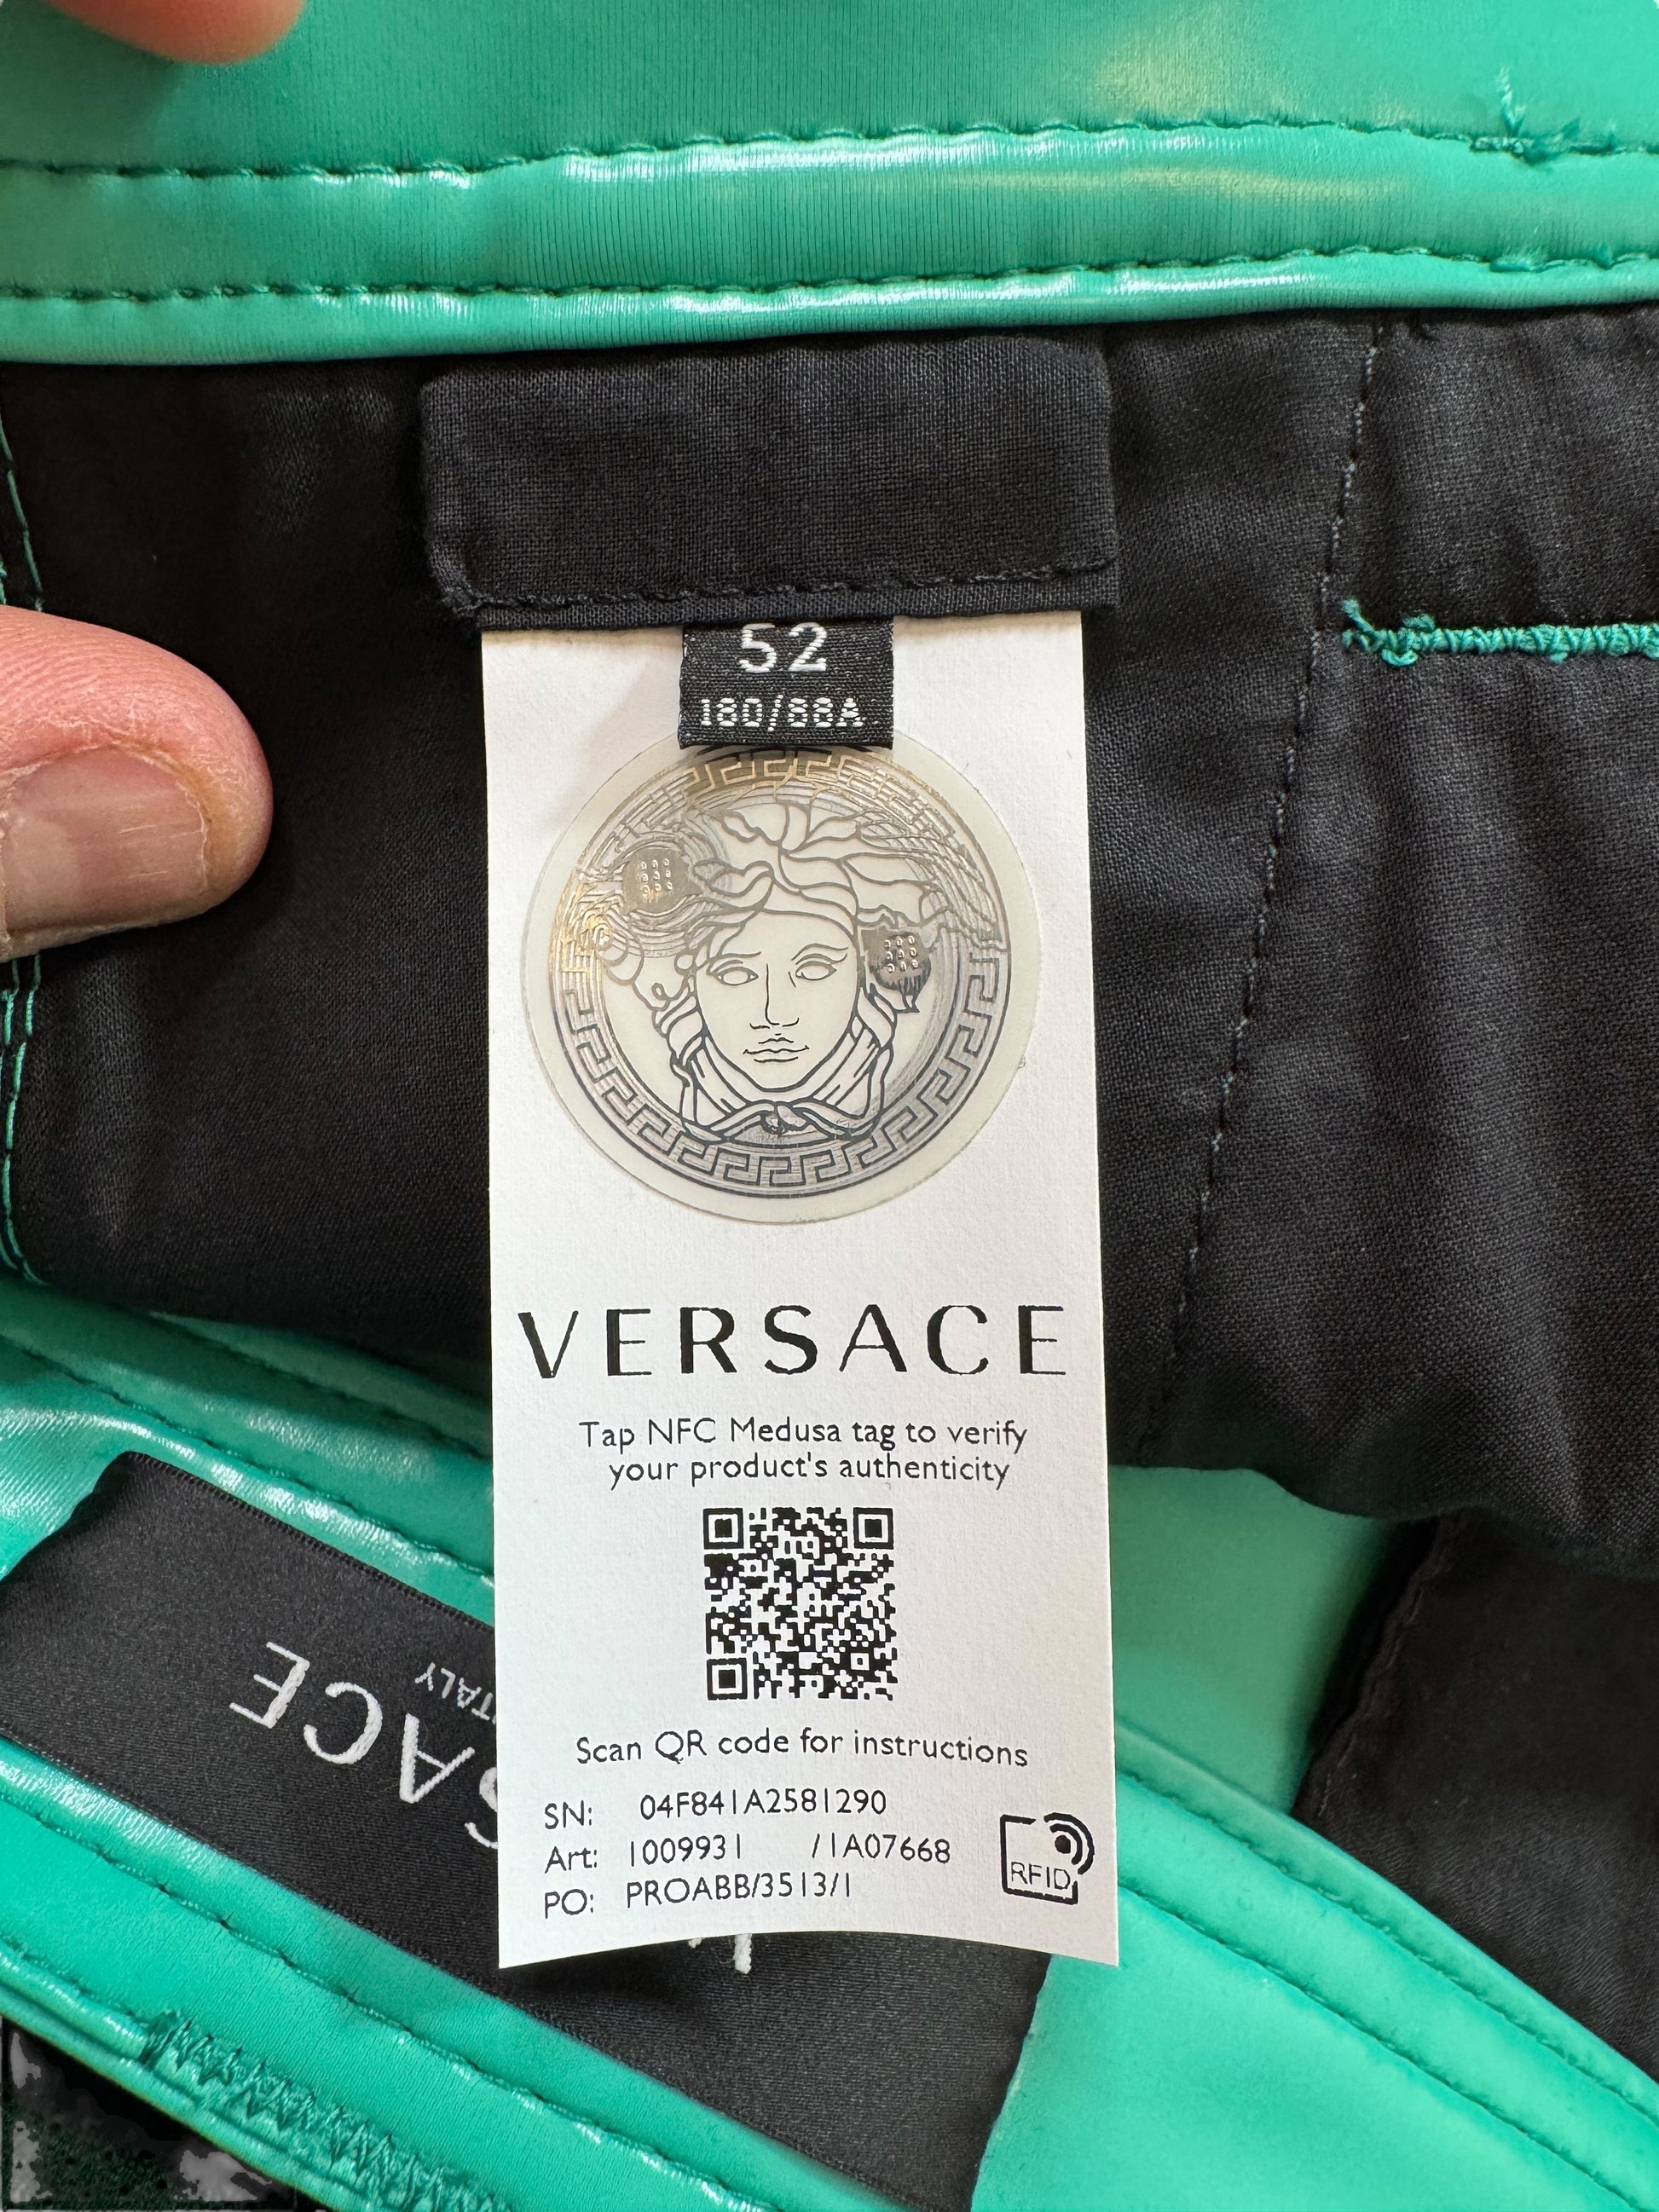 52
180/88A
VERSACE
Tap NFC Medusa tag to verify
your product's authenticity
Scan QR code for instructions
SN: 04F841A2581290
Art: 1009931 /1A07668
PO: PROABB/3513/1
RFID